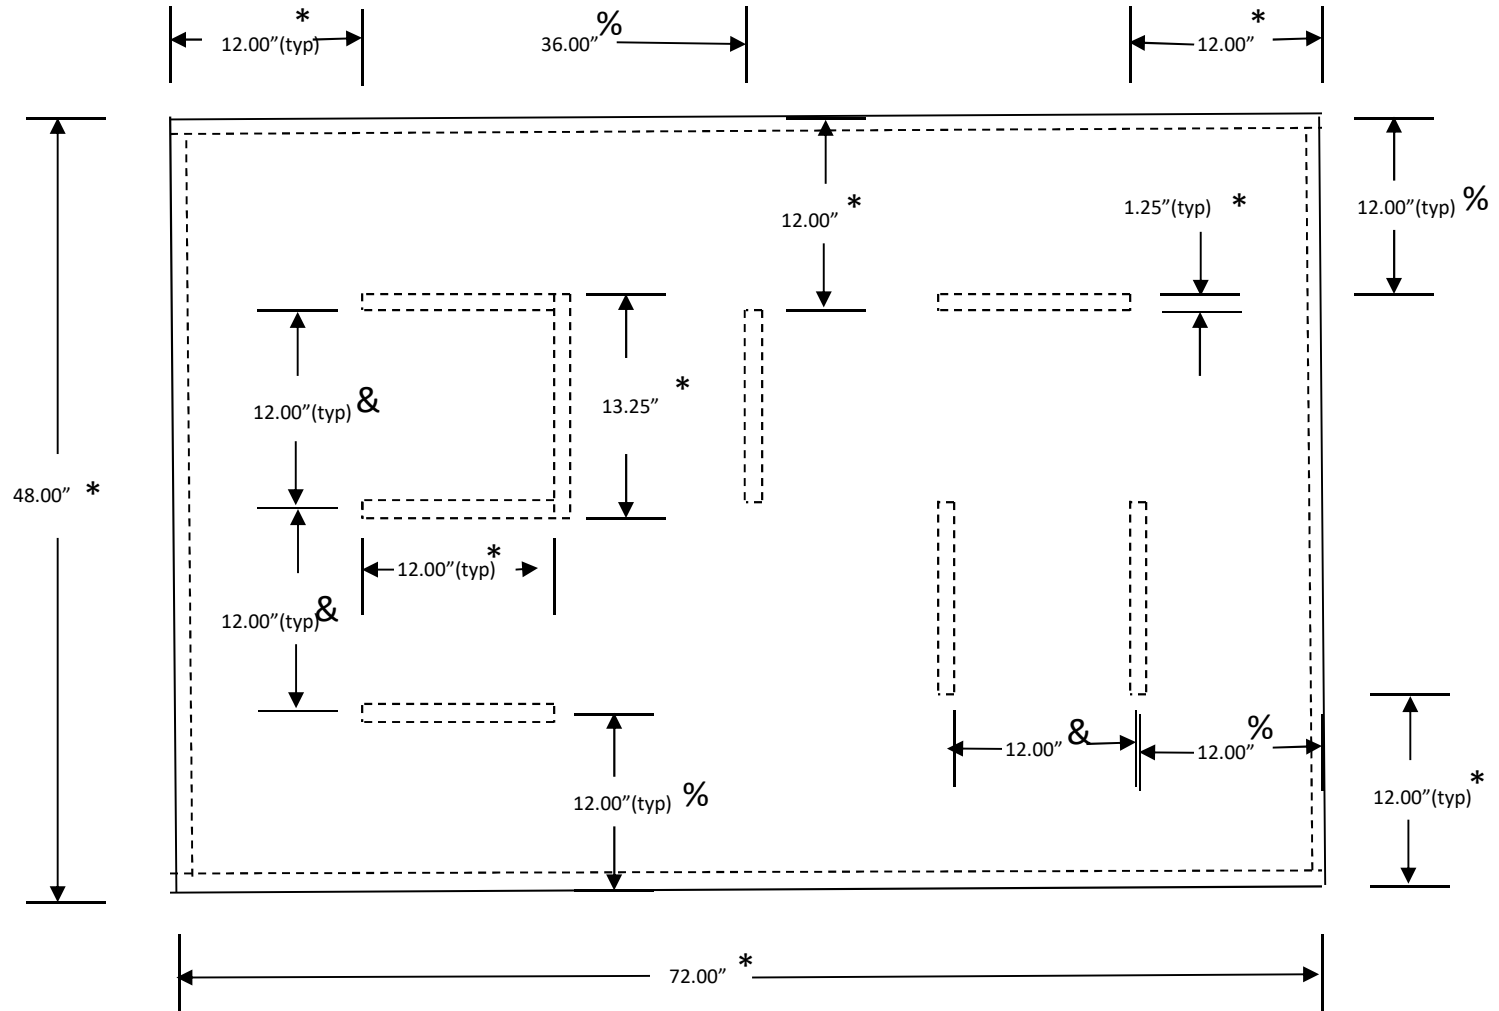 12.00”(typ) *
36.00” %
12.00” *
12.00” *
1.25”(typ) *
12.00”(typ) %
12.00”(typ) &
13.25” *
48.00” *
12.00”(typ) *
12.00”(typ) &
12.00” &
12.00” %
12.00”(typ) %
12.00”(typ) *
72.00” *